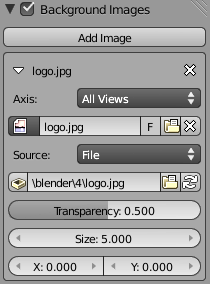 Background Images
Add Image
logo.jpg
Axis: All Views
logo.jpg F
Source: File
\blender\4\logo.jpg
Transparency: 0.500
Size: 5.000
X: 0.000 Y: 0.000